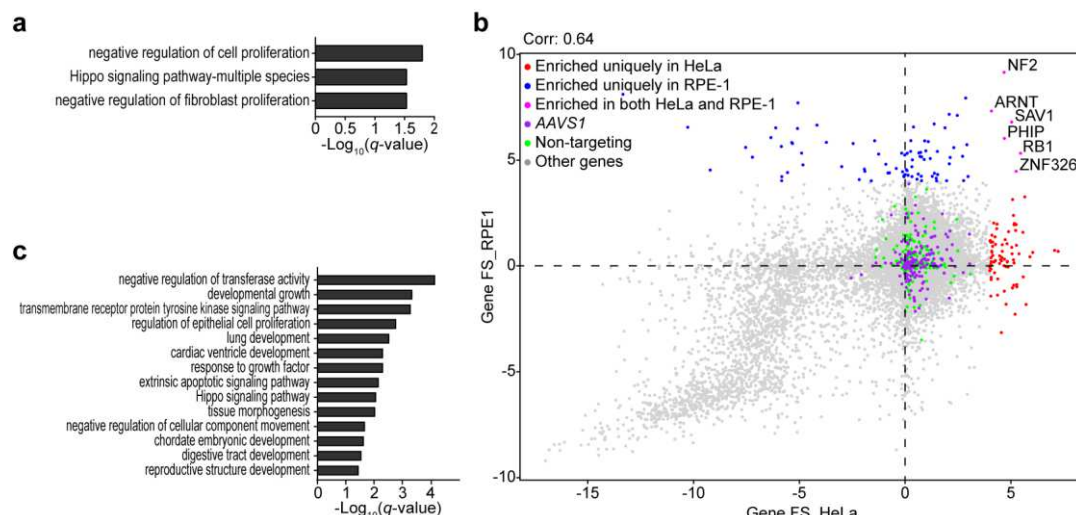 a
negative regulation of cell proliferation
Hippo signaling pathway-multiple species
negative regulation of fibroblast proliferation
0 0.5 1 1.5 2
-Log10(q-value)
b
Corr: 0.64
10
5
0
-5
-10
Gene FS_RPE1
Enriched uniquely in HeLa
Enriched uniquely in RPE-1
Enriched in both HeLa and RPE-1
AAVS1
Non-targeting
Other genes
NF2
ARNT
SAV1
PHIP
RB1
ZNF326
-15 -10 -5 0 5
Gene FS_HeLa
c
negative regulation of transferase activity
developmental growth
transmembrane receptor protein tyrosine kinase signaling pathway
regulation of epithelial cell proliferation
lung development
cardiac ventricle development
response to growth factor
extrinsic apoptotic signaling pathway
Hippo signaling pathway
tissue morphogenesis
negative regulation of cellular component movement
chordate embryonic development
digestive tract development
reproductive structure development
0 1 2 3 4
-Log10(q-value)